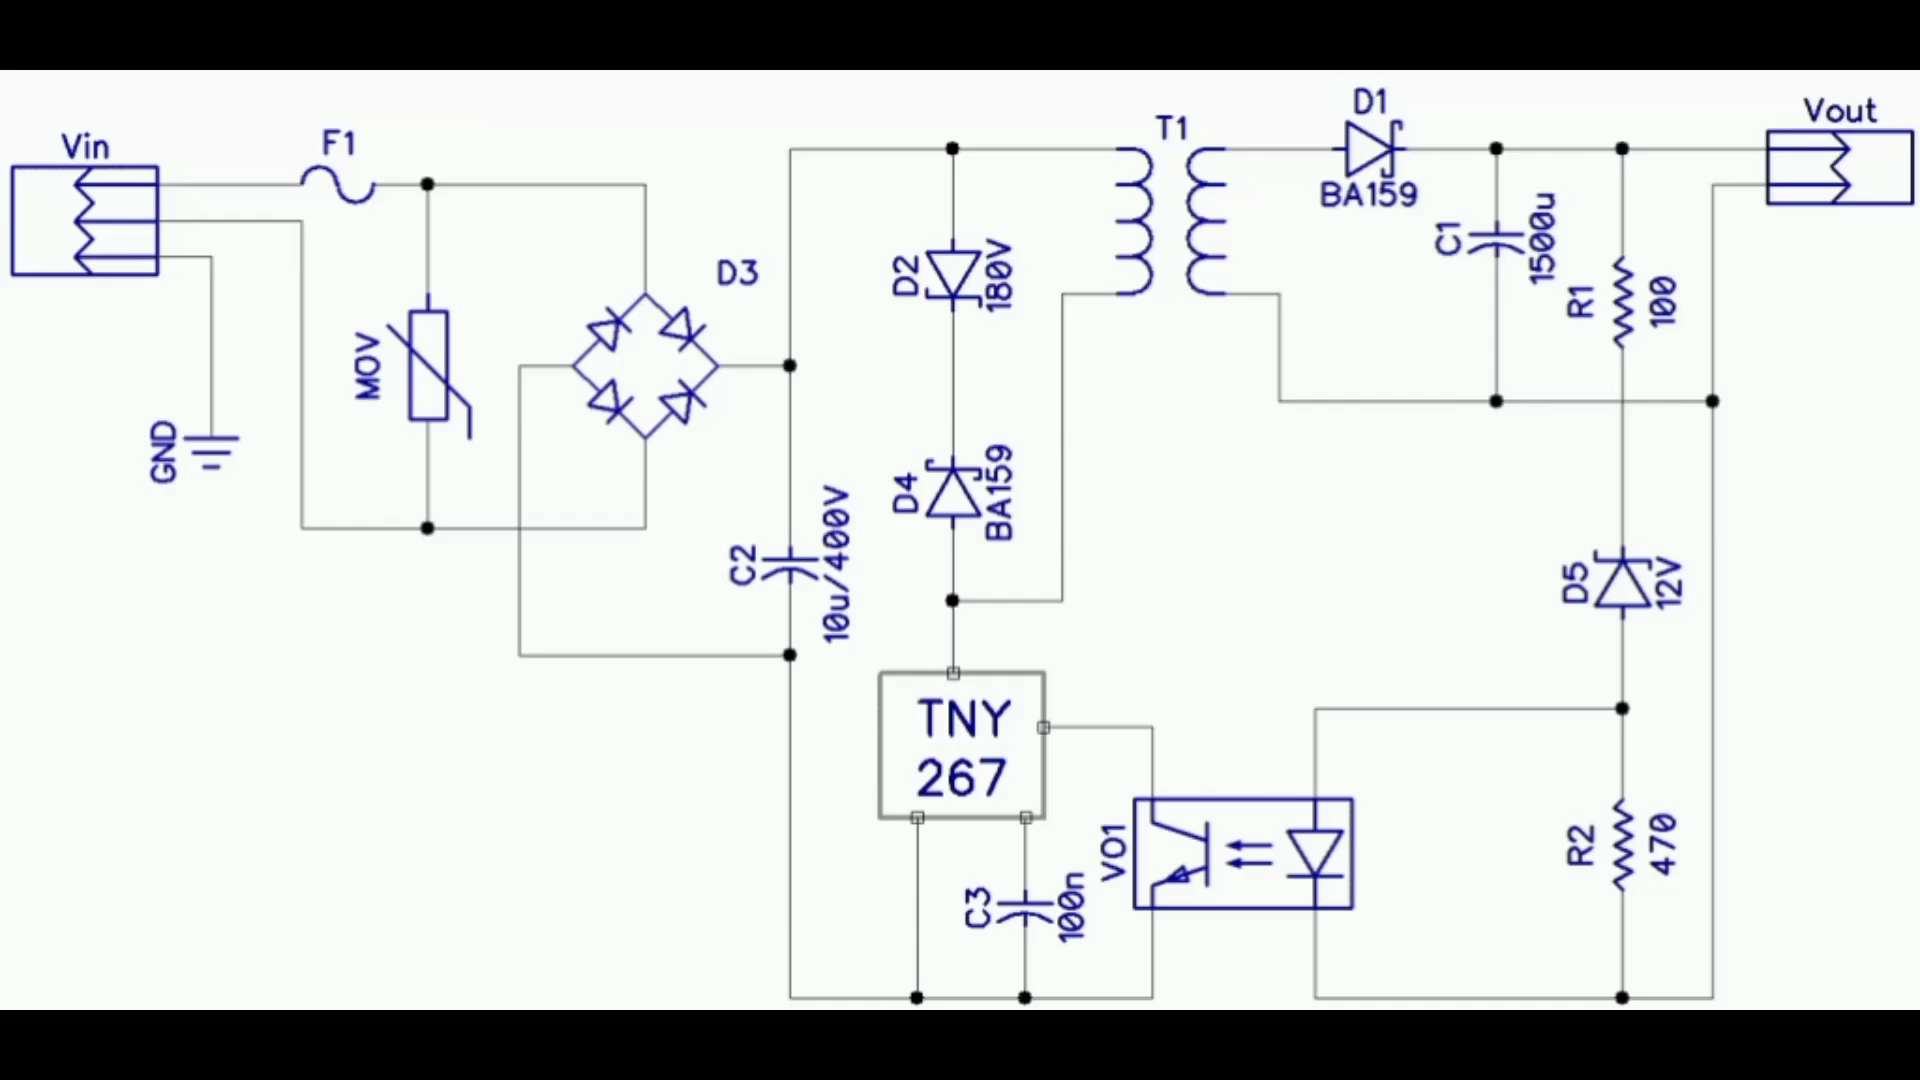 Vin
F1
MOV
GND
D3
C2
10u/400V
D2
180V
D4
BA159
T1
D1
BA159
C1
1500u
R1
100
Vout
D5
12V
TNY
267
C3
100n
VO1
R2
470